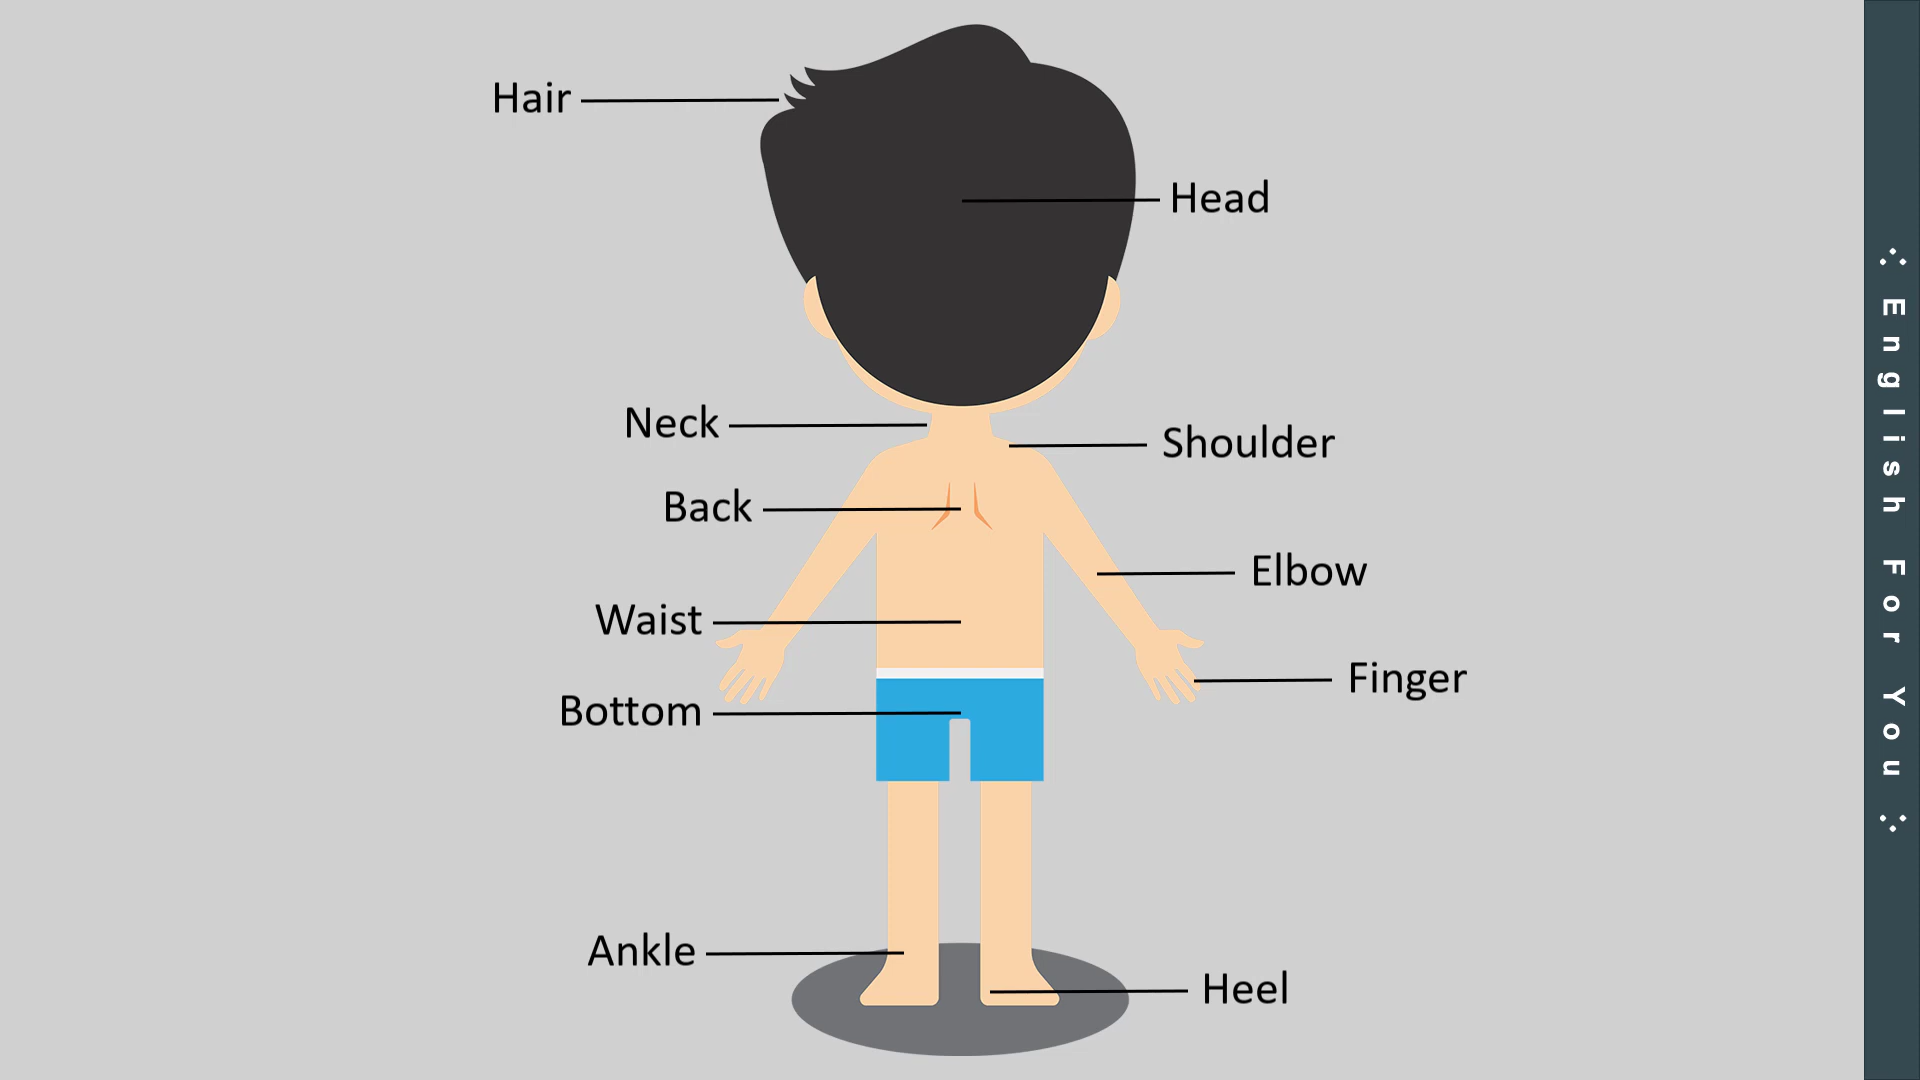 Hair
Head
Neck
Shoulder
Back
Elbow
Waist
Finger
Bottom
Ankle
Heel
English For You